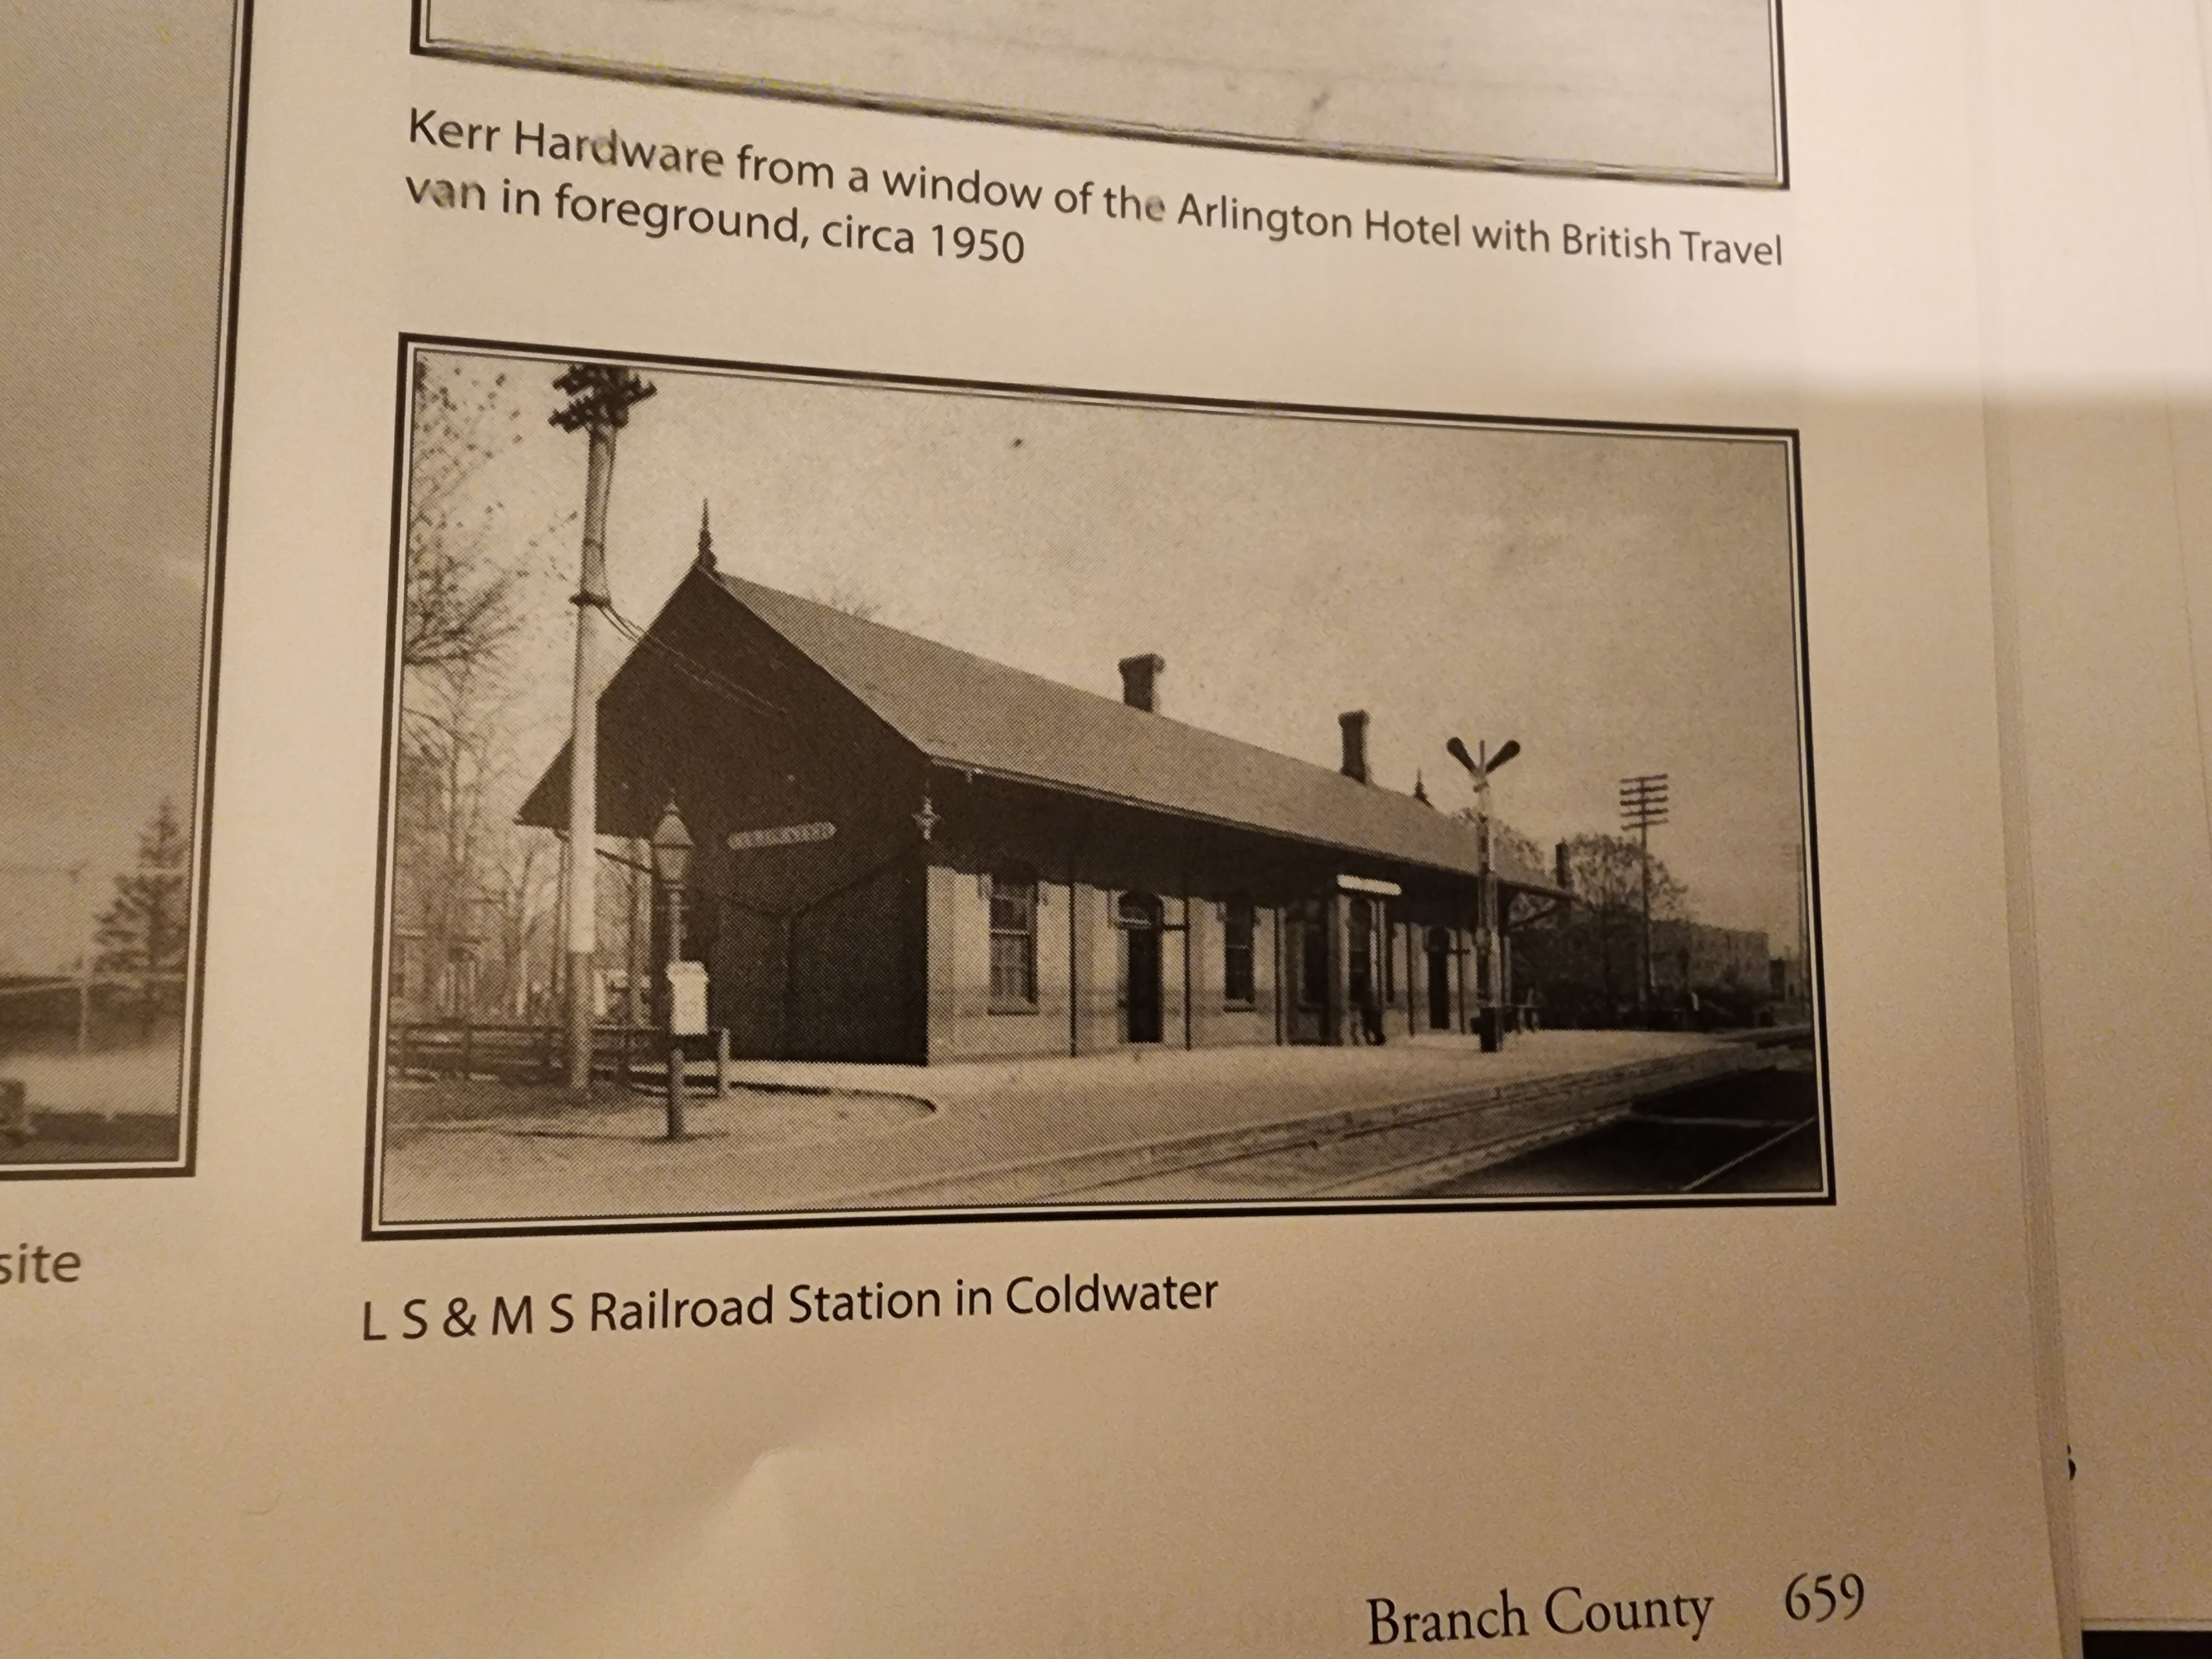 Kerr Hardware from a window of the Arlington Hotel with British Travel
van in foreground, circa 1950
site
L S & M S Railroad Station in Coldwater
Branch County 659